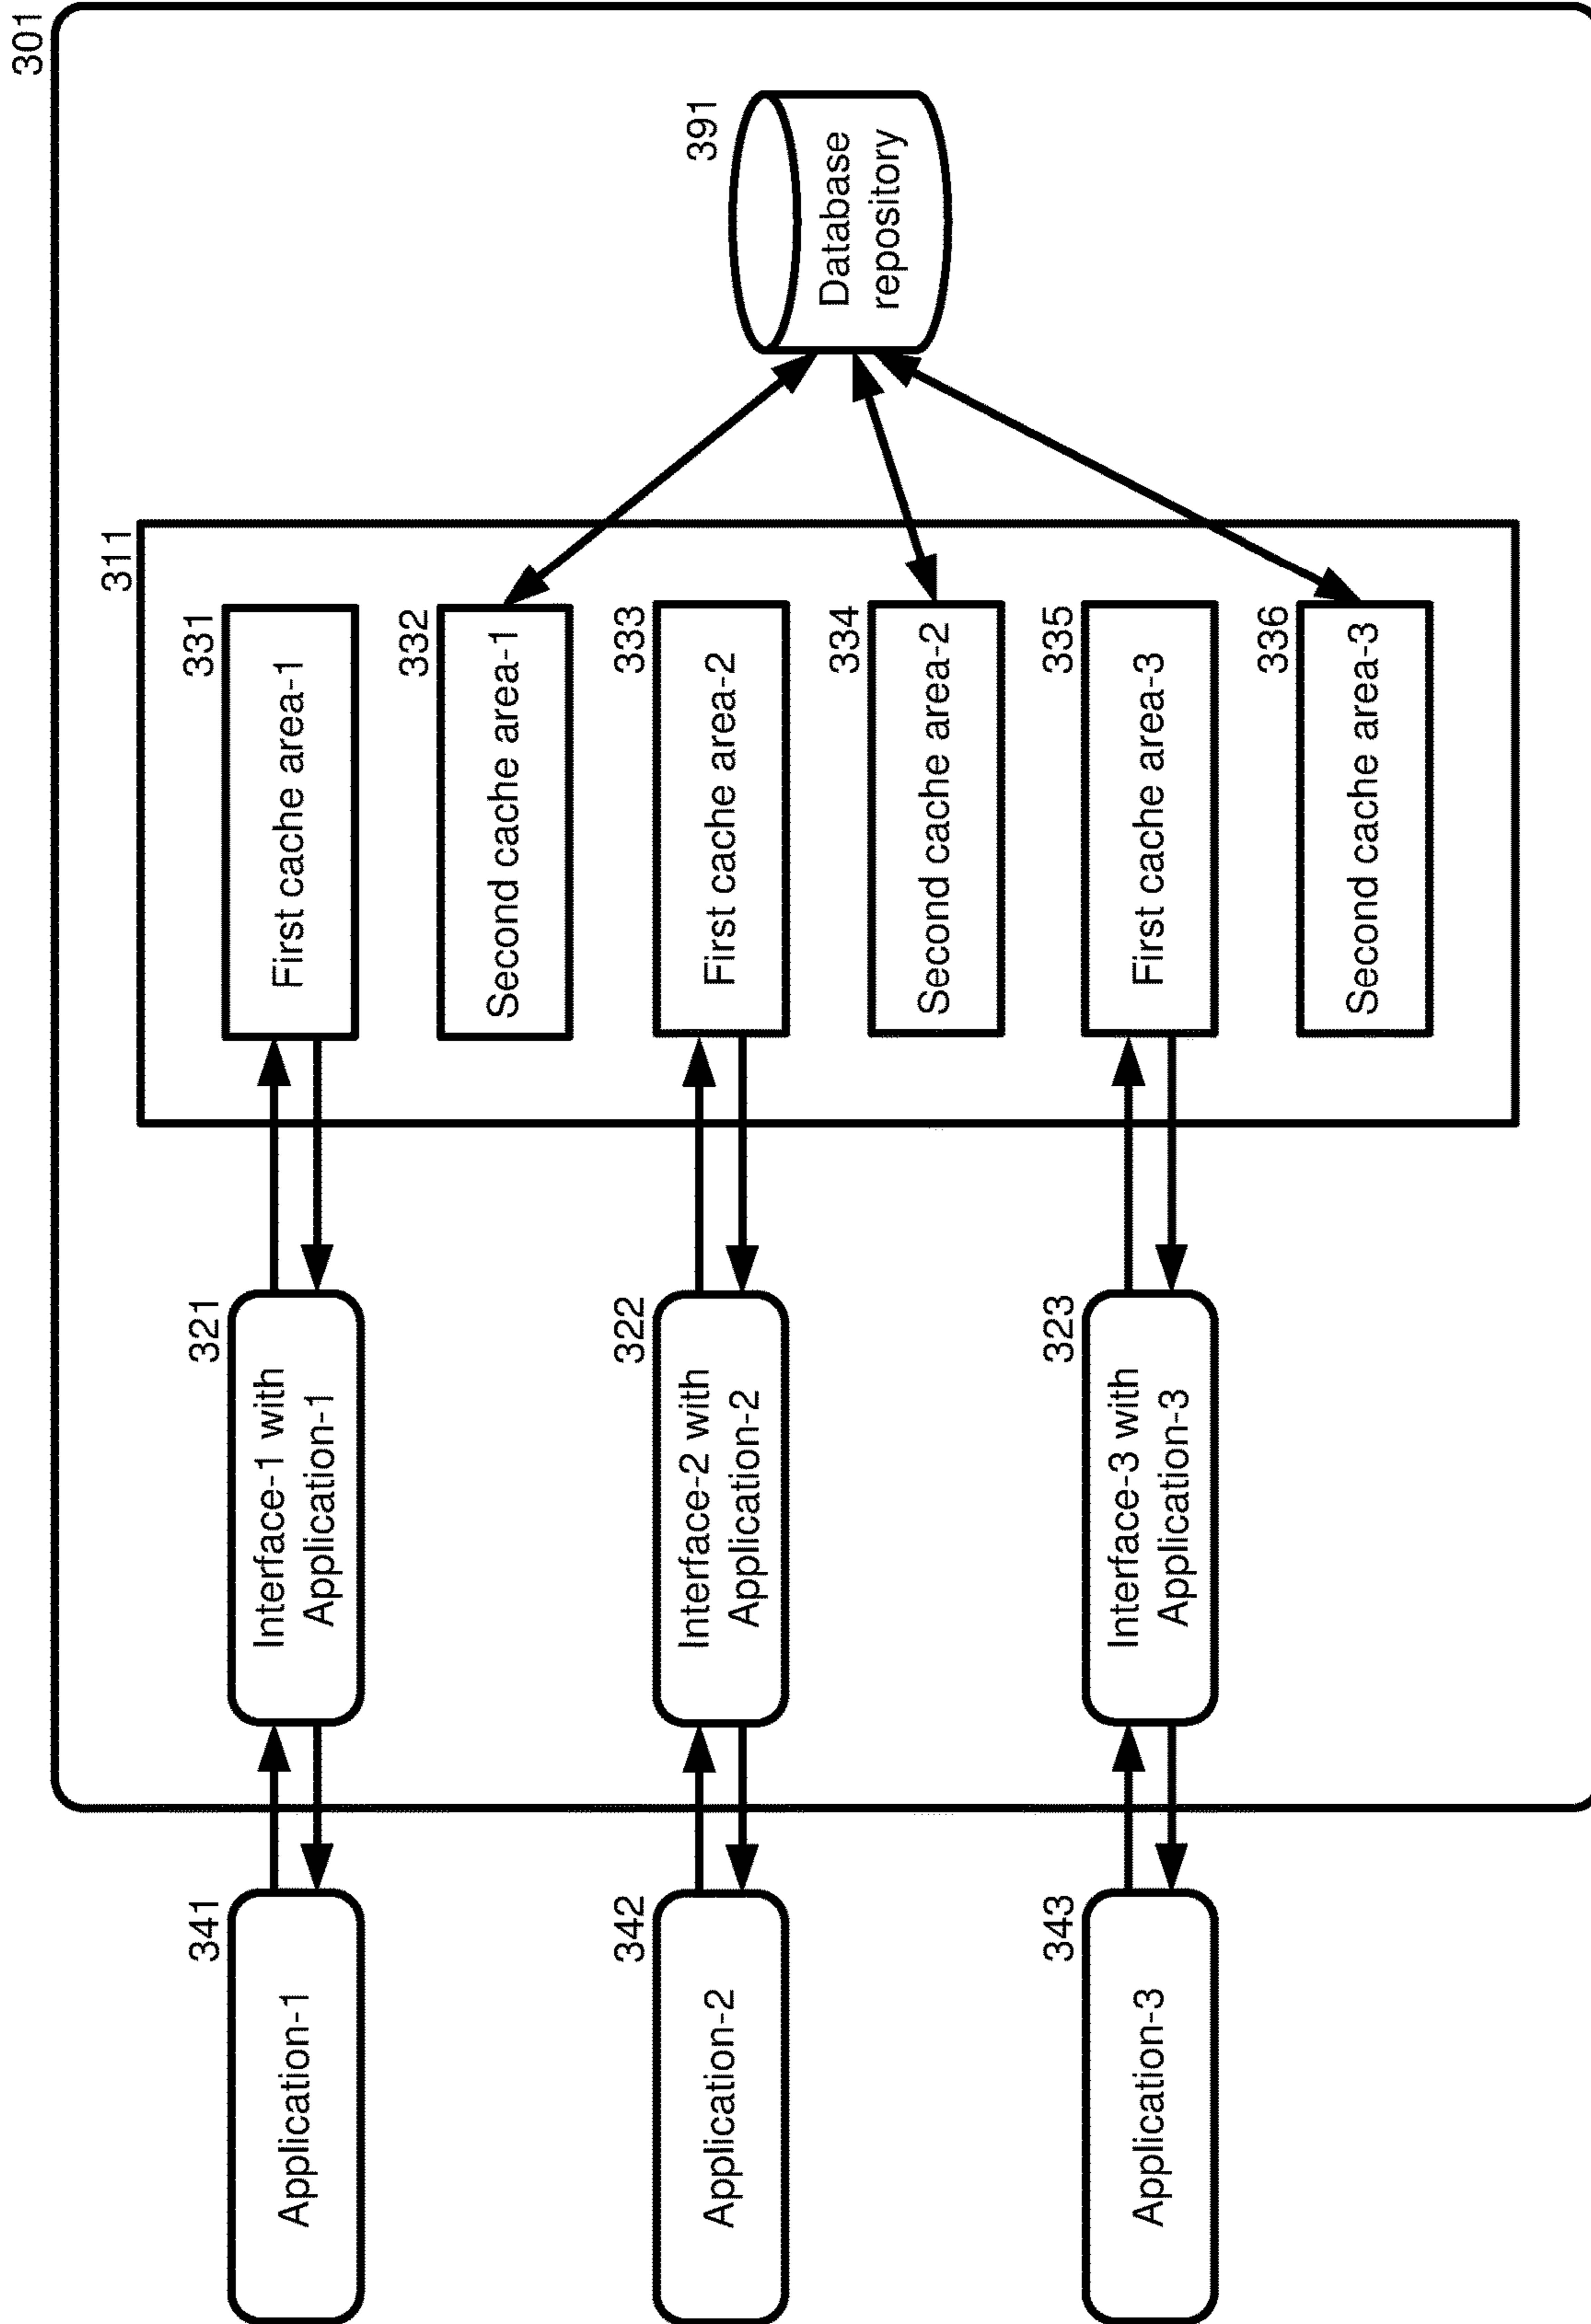 301
341
Application-1
321
Interface-1 with
Application-1
311
331
First cache area-1
332
Second cache area-1
391
Database
repository
342
Application-2
322
Interface-2 with
Application-2
333
First cache area-2
334
Second cache area-2
343
Application-3
323
Interface-3 with
Application-3
335
First cache area-3
336
Second cache area-3